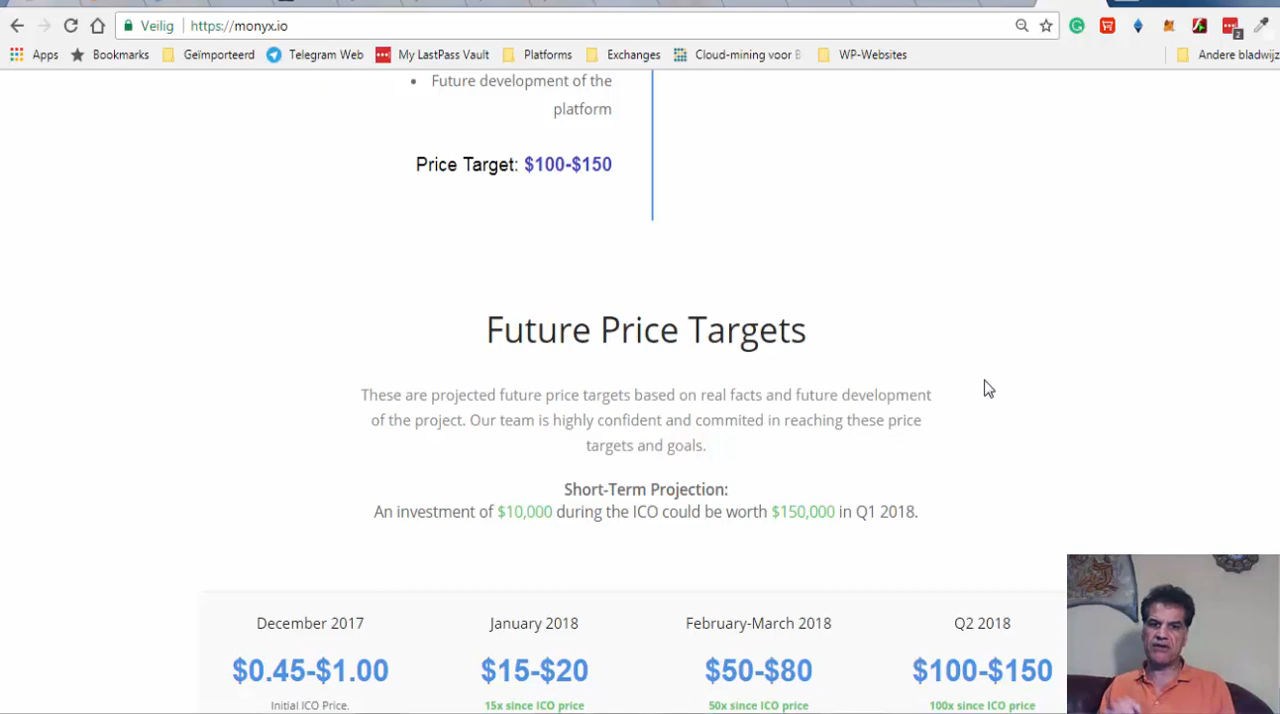 Veilig https://monyx.io
Apps Bookmarks Geïmporteerd Telegram Web My LastPass Vault Platforms Exchanges Cloud-mining voor B WP-Websites Andere bladwijz
2
• Future development of the
platform
Price Target: $100-$150
Future Price Targets
These are projected future price targets based on real facts and future development
of the project. Our team is highly confident and commited in reaching these price
targets and goals.
Short-Term Projection:
An investment of $10,000 during the ICO could be worth $150,000 in Q1 2018.
December 2017 January 2018 February-March 2018 Q2 2018
$0.45-$1.00 $15-$20 $50-$80 $100-$150
Initial ICO Price. 15x since ICO price 50x since ICO price 100x since ICO price